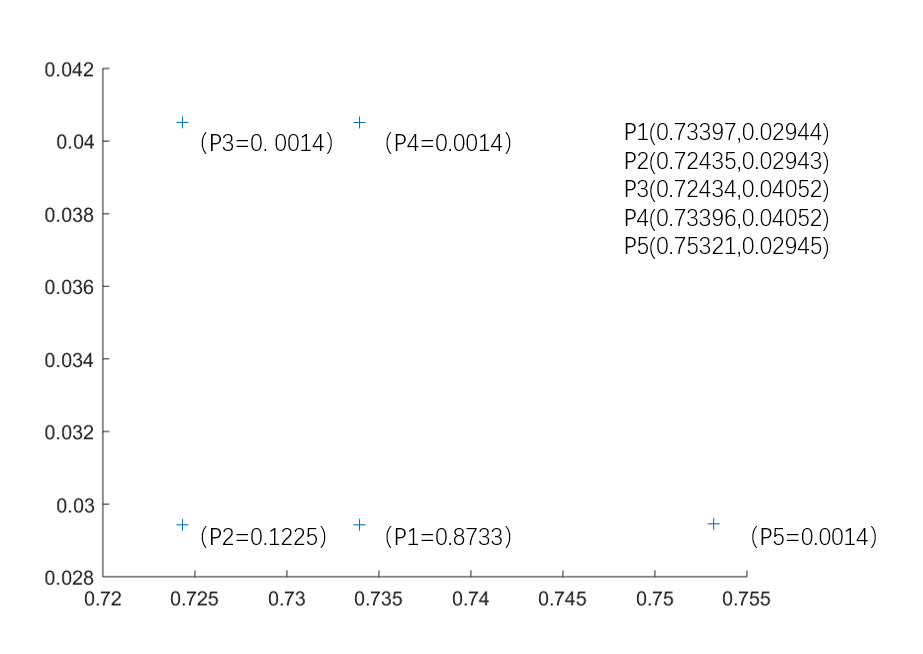 0.042
0.04
0.038
0.036
0.034
0.032
0.03
0.028
(P3=0. 0014)
(P4=0.0014)
P1(0.73397,0.02944)
P2(0.72435,0.02943)
P3(0.72434,0.04052)
P4(0.73396,0.04052)
P5(0.75321,0.02945)
(P2=0.1225)
(P1=0.8733)
(P5=0.0014)
0.72 0.725 0.73 0.735 0.74 0.745 0.75 0.755